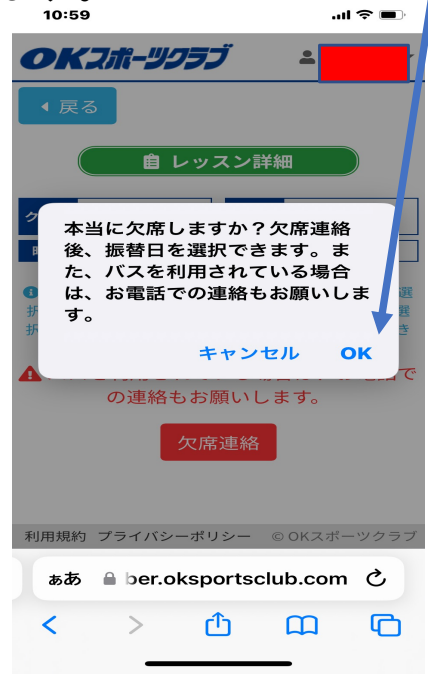 10:59
OKスポーツクラブ
戻る
レッスン詳細
ク
本当に欠席しますか？欠席連絡
後、振替日を選択できます。ま
た、バスを利用されている場合
は、お電話での連絡もお願いしま
す。
キャンセル OK
の連絡もお願いします。
欠席連絡
利用規約 プライバシーポリシー © OKスポーツクラブ
ああ ber.oksportsclub.com